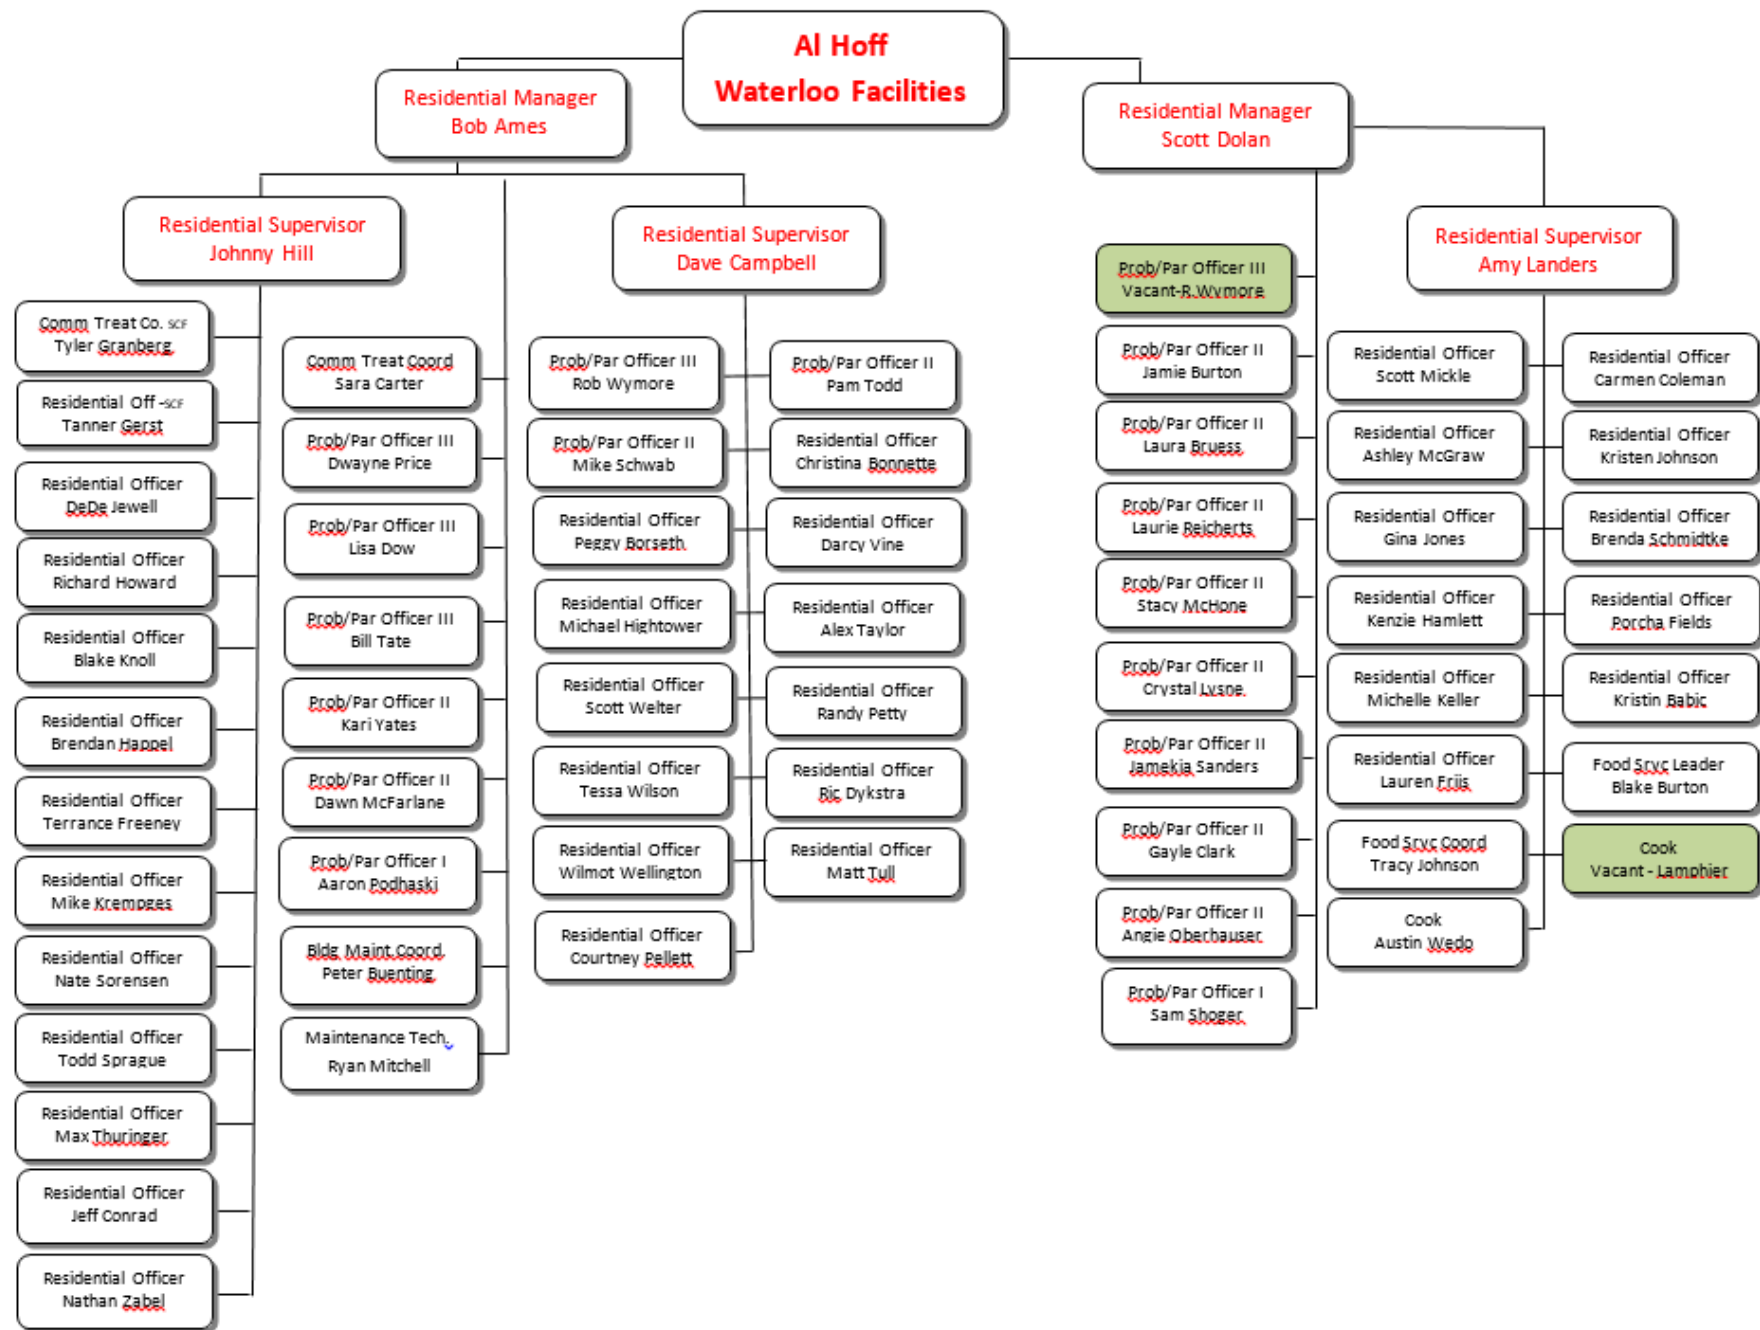 Al Hoff
Waterloo Facilities
Residential Manager
Bob Ames
Residential Manager
Scott Dolan
Residential Supervisor
Johnny Hill
Residential Supervisor
Dave Campbell
Residential Supervisor
Amy Landers
Comm Treat Co. SCF
Tyler Granberg
Residential Off -SCF
Tanner Gerst
Residential Officer
DeDe Jewell
Residential Officer
Richard Howard
Residential Officer
Blake Knoll
Residential Officer
Brendan Happel
Residential Officer
Terrance Freeney
Residential Officer
Mike Krempges
Residential Officer
Nate Sorensen
Residential Officer
Todd Sprague
Residential Officer
Max Thuringer
Residential Officer
Jeff Conrad
Residential Officer
Nathan Zabel
Comm Treat Coord
Sara Carter
Prob/Par Officer III
Dwayne Price
Prob/Par Officer III
Lisa Dow
Prob/Par Officer III
Bill Tate
Prob/Par Officer II
Kari Yates
Prob/Par Officer II
Dawn McFarlane
Prob/Par Officer I
Aaron Podhaski
Bldg Maint Coord.
Peter Buenting
Maintenance Tech.
Ryan Mitchell
Prob/Par Officer III
Rob Wymore
Prob/Par Officer II
Mike Schwab
Residential Officer
Peggy Borseth
Residential Officer
Michael Hightower
Residential Officer
Scott Welter
Residential Officer
Tessa Wilson
Residential Officer
Wilmot Wellington
Residential Officer
Courtney Pellett
Prob/Par Officer II
Pam Todd
Residential Officer
Christina Bonnette
Residential Officer
Darcy Vine
Residential Officer
Alex Taylor
Residential Officer
Randy Petty
Residential Officer
Ric Dykstra
Residential Officer
Matt Tull
Prob/Par Officer III
Vacant-R.Wymore
Prob/Par Officer II
Jamie Burton
Prob/Par Officer II
Laura Bruess
Prob/Par Officer II
Laurie Reicherts
Prob/Par Officer II
Stacy McHone
Prob/Par Officer II
Crystal Lysne
Prob/Par Officer II
Jamekia Sanders
Prob/Par Officer II
Gayle Clark
Prob/Par Officer II
Angie Oberhauser
Prob/Par Officer I
Sam Shoger
Residential Officer
Scott Mickle
Residential Officer
Ashley McGraw
Residential Officer
Gina Jones
Residential Officer
Kenzie Hamlett
Residential Officer
Michelle Keller
Residential Officer
Lauren Friis
Food Srvc Coord
Tracy Johnson
Cook
Austin Wedo
Residential Officer
Carmen Coleman
Residential Officer
Kristen Johnson
Residential Officer
Brenda Schmidtke
Residential Officer
Porcha Fields
Residential Officer
Kristin Babic
Food Srvc Leader
Blake Burton
Cook
Vacant - Lamphier